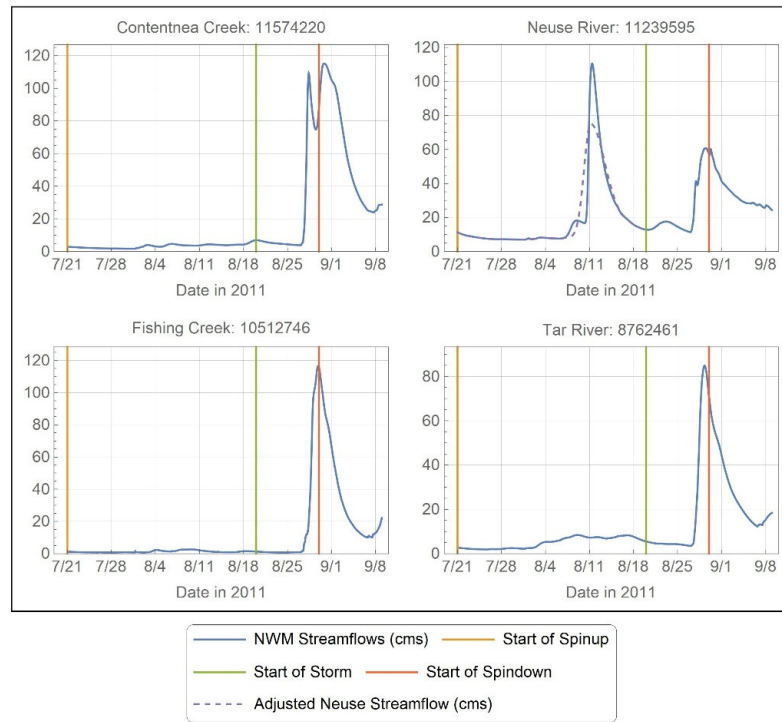 Contentnea Creek: 11574220
120
100
80
60
40
20
0
7/21 7/28 8/4 8/11 8/18 8/25 9/1 9/8
Date in 2011
Neuse River: 11239595
120
100
80
60
40
20
0
7/21 7/28 8/4 8/11 8/18 8/25 9/1 9/8
Date in 2011
Fishing Creek: 10512746
120
100
80
60
40
20
0
7/21 7/28 8/4 8/11 8/18 8/25 9/1 9/8
Date in 2011
Tar River: 8762461
80
60
40
20
0
7/21 7/28 8/4 8/11 8/18 8/25 9/1 9/8
Date in 2011
NWM Streamflows (cms) Start of Spinup
Start of Storm Start of Spindown
Adjusted Neuse Streamflow (cms)